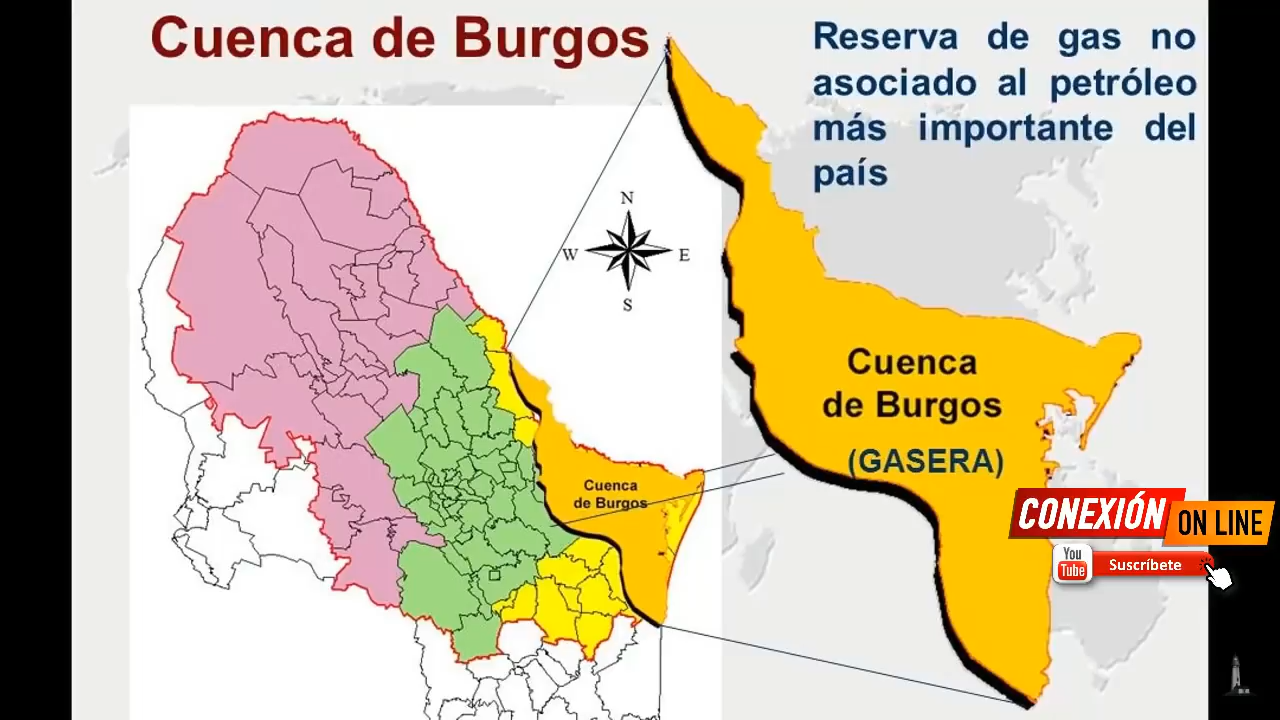 Cuenca de Burgos
Reserva de gas no
asociado al petróleo
más importante del
país
N
W
E
S
Cuenca
de Burgos
(GASERA)
Cuenca
de Burgos
CONEXIÓN
ON LINE
You
Tube
Suscríbete